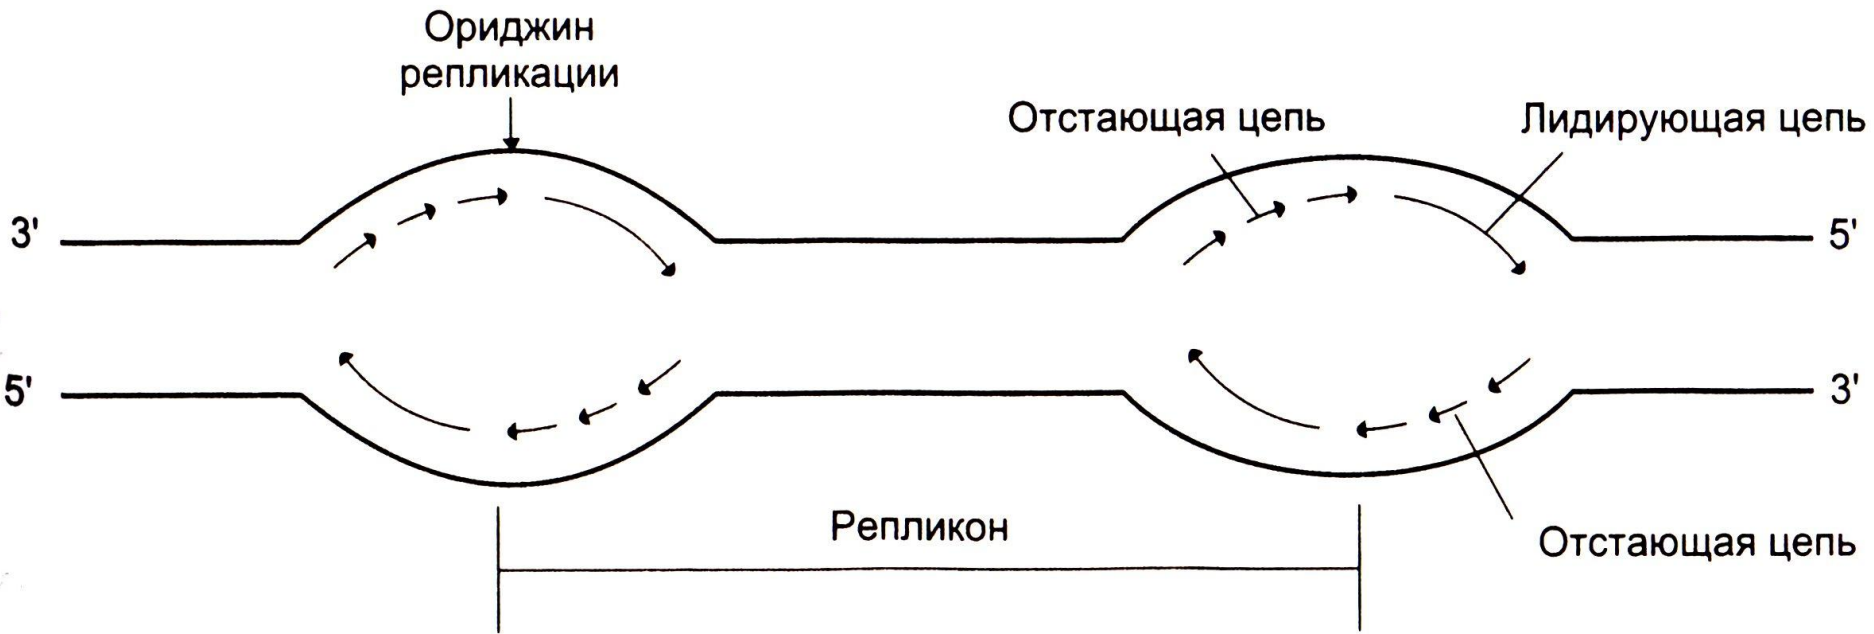 Ориджин
репликации
Отстающая цепь
Лидирующая цепь
3'
5'
5'
3'
Репликон
Отстающая цепь